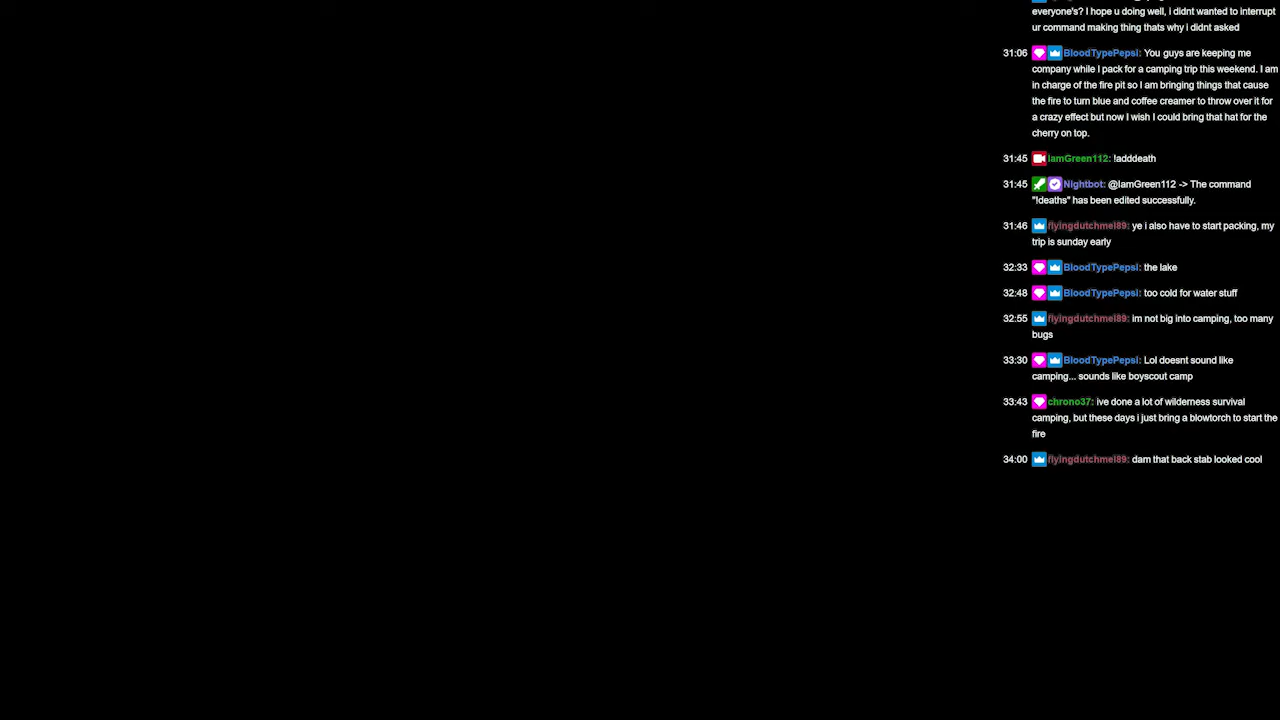 everyone's? I hope u doing well, i didnt wanted to interrupt
ur command making thing thats why i didnt asked
31:06 BloodTypePepsI: You guys are keeping me
company while I pack for a camping trip this weekend. I am
in charge of the fire pit so I am bringing things that cause
the fire to turn blue and coffee creamer to throw over it for
a crazy effect but now I wish I could bring that hat for the
cherry on top.
31:45 IamGreen112: !adddeath
31:45 Nightbot: @IamGreen112 -> The command
"!deaths" has been edited successfully.
31:46 flyingdutchmel89: ye i also have to start packing, my
trip is sunday early
32:33 BloodTypePepsI: the lake
32:48 BloodTypePepsI: too cold for water stuff
32:55 flyingdutchmel89: im not big into camping, too many
bugs
33:30 BloodTypePepsI: Lol doesnt sound like
camping... sounds like boyscout camp
33:43 chrono37: ive done a lot of wilderness survival
camping, but these days i just bring a blowtorch to start the
fire
34:00 flyingdutchmel89: dam that back stab looked cool